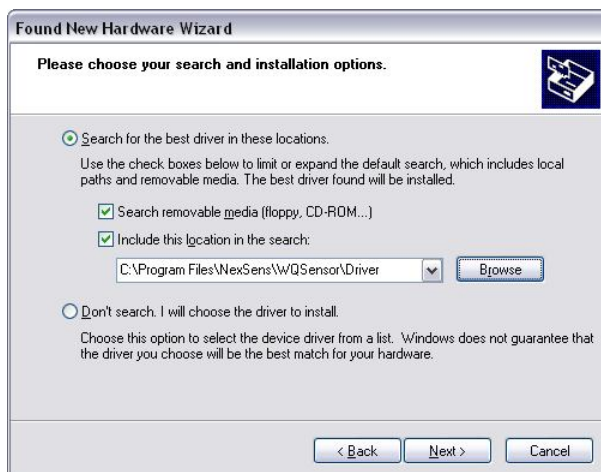 Found New Hardware Wizard
Please choose your search and installation options.
Search for the best driver in these locations.
Use the check boxes below to limit or expand the default search, which includes local
paths and removable media. The best driver found will be installed.
Search removable media (floppy, CD-ROM...)
Include this location in the search:
C:\Program Files\NexSens\WQSensor\Driver
Browse
Don't search. I will choose the driver to install.
Choose this option to select the device driver from a list. Windows does not guarantee that
the driver you choose will be the best match for your hardware.
< Back Next > Cancel